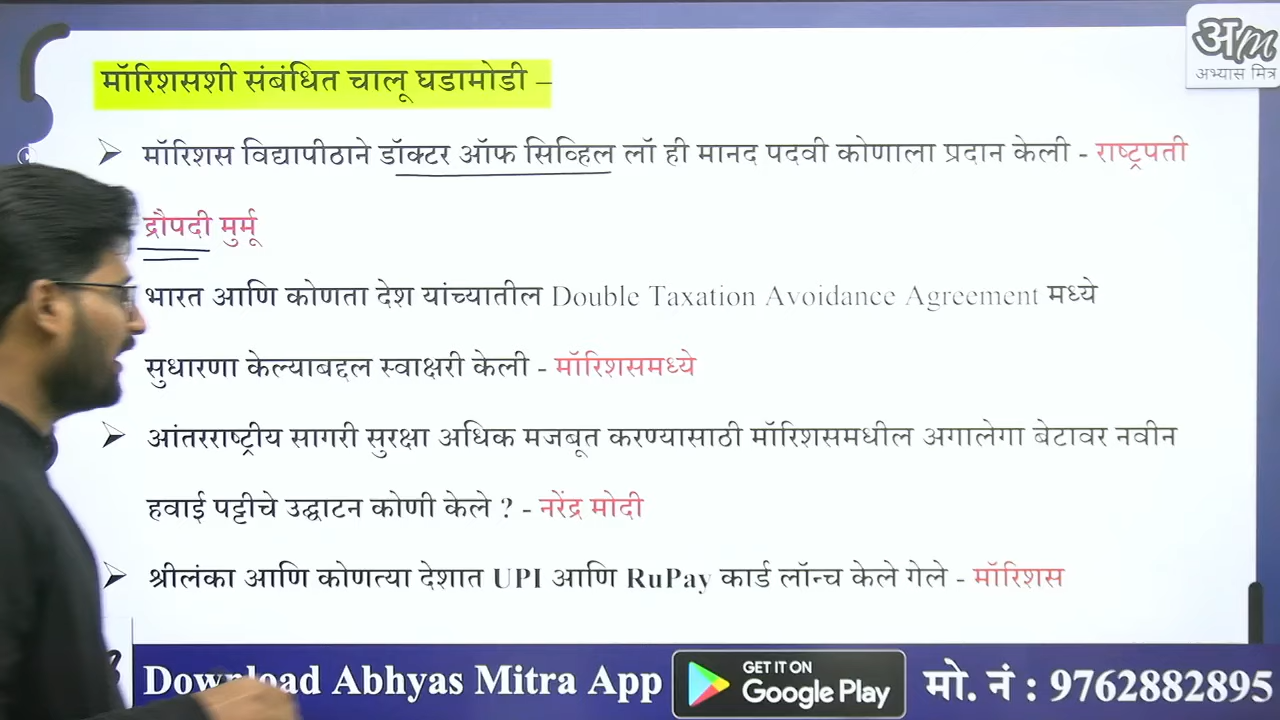 अm
अभ्यास मित्र
मॉरिशसशी संबंधित चालू घडामोडी –
➢ मॉरिशस विद्यापीठाने डॉक्टर ऑफ सिव्हिल लॉ ही मानद पदवी कोणाला प्रदान केली - राष्ट्रपती
द्रौपदी मुर्मू
भारत आणि कोणता देश यांच्यातील Double Taxation Avoidance Agreement मध्ये
सुधारणा केल्याबद्दल स्वाक्षरी केली - मॉरिशसमध्ये
➢ आंतरराष्ट्रीय सागरी सुरक्षा अधिक मजबूत करण्यासाठी मॉरिशसमधील अगालेगा बेटावर नवीन
हवाई पट्टीचे उद्घाटन कोणी केले ? - नरेंद्र मोदी
➢ श्रीलंका आणि कोणत्या देशात UPI आणि RuPay कार्ड लॉन्च केले गेले - मॉरिशस
Download Abhyas Mitra App GET IT ON Google Play मो. नं : 9762882895